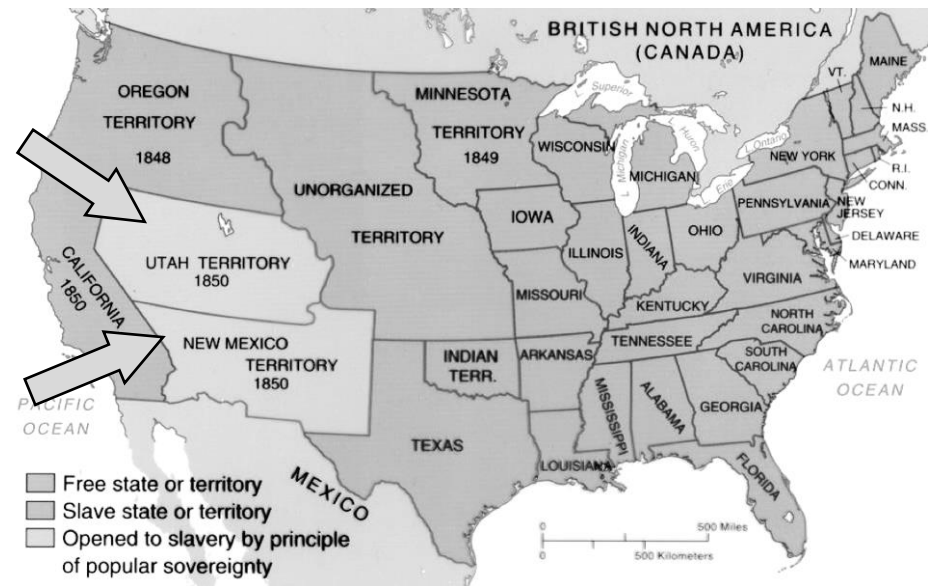 BRITISH NORTH AMERICA
(CANADA)
OREGON
TERRITORY
1848
MINNESOTA
TERRITORY
1849
UNORGANIZED
TERRITORY
L. Superior
L. Michigan
L. Huron
L. Ontario
Erie
WISCONSIN
MICHIGAN
IOWA
ILLINOIS
INDIANA
OHIO
PENNSYLVANIA
NEW YORK
VT.
MAINE
N.H.
MASS.
R.I.
CONN.
NEW
JERSEY
DELAWARE
MARYLAND
UTAH TERRITORY
1850
CALIFORNIA
1850
NEW MEXICO
TERRITORY
1850
MISSOURI
KENTUCKY
VIRGINIA
NORTH
CAROLINA
TENNESSEE
SOUTH
CAROLINA
INDIAN
TERR.
ARKANSAS
MISSISSIPPI
ALABAMA
GEORGIA
TEXAS
LOUISIANA
FLORIDA
ATLANTIC
OCEAN
PACIFIC
OCEAN
MEXICO
Free state or territory
Slave state or territory
Opened to slavery by principle
of popular sovereignty
0 500 Miles
0 500 Kilometers